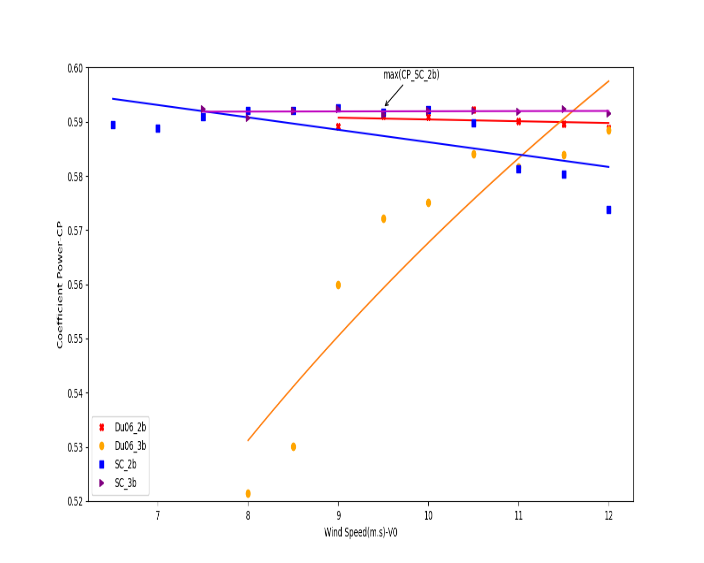 max(CP_SC_2b)
0.60
0.59
0.58
0.57
0.56
0.55
0.54
0.53
0.52
Coefficient Power-CP
Du06_2b
Du06_3b
SC_2b
SC_3b
7 8 9 10 11 12
Wind Speed(m.s)-V0